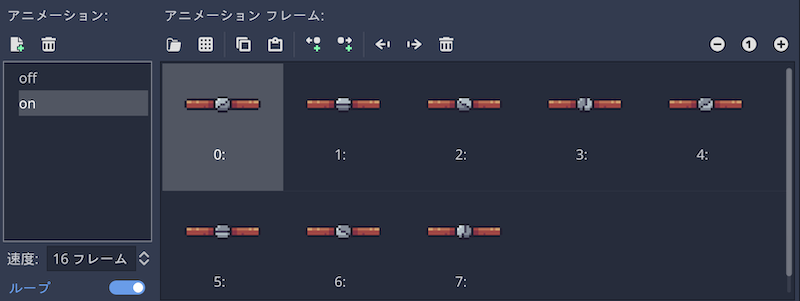 アニメーション:
アニメーション フレーム:
1
off
on
0:
1:
2:
3:
4:
5:
6:
7:
速度:
16 フレーム
ループ